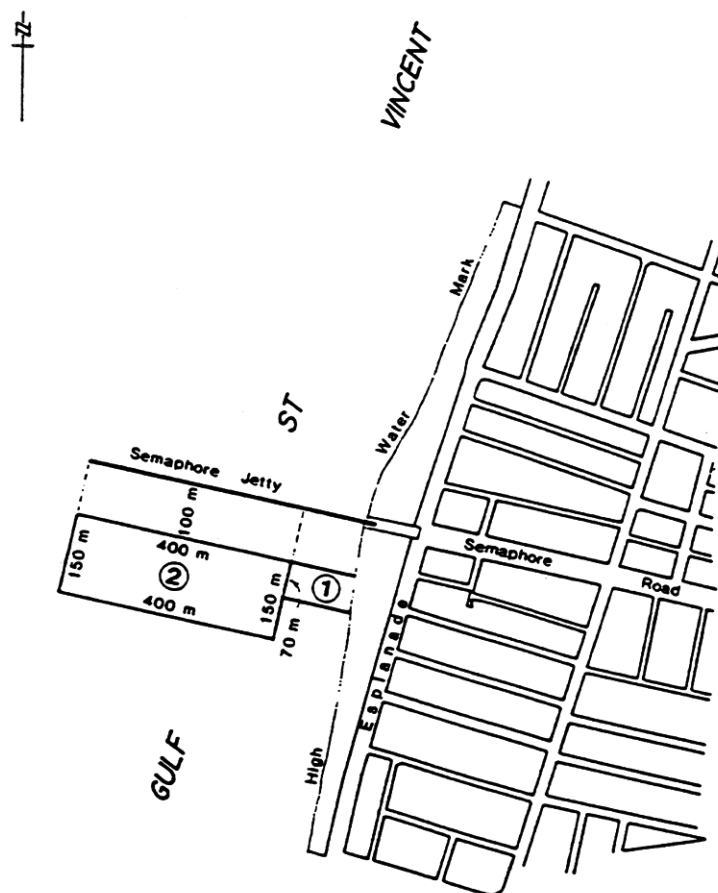 N
VINCENT
Mark
Water
ST
Semaphore Jetty
100 m
400 m
150 m
②
150 m
①
400 m
70 m
Semaphore Road
Esplanade
High
GULF